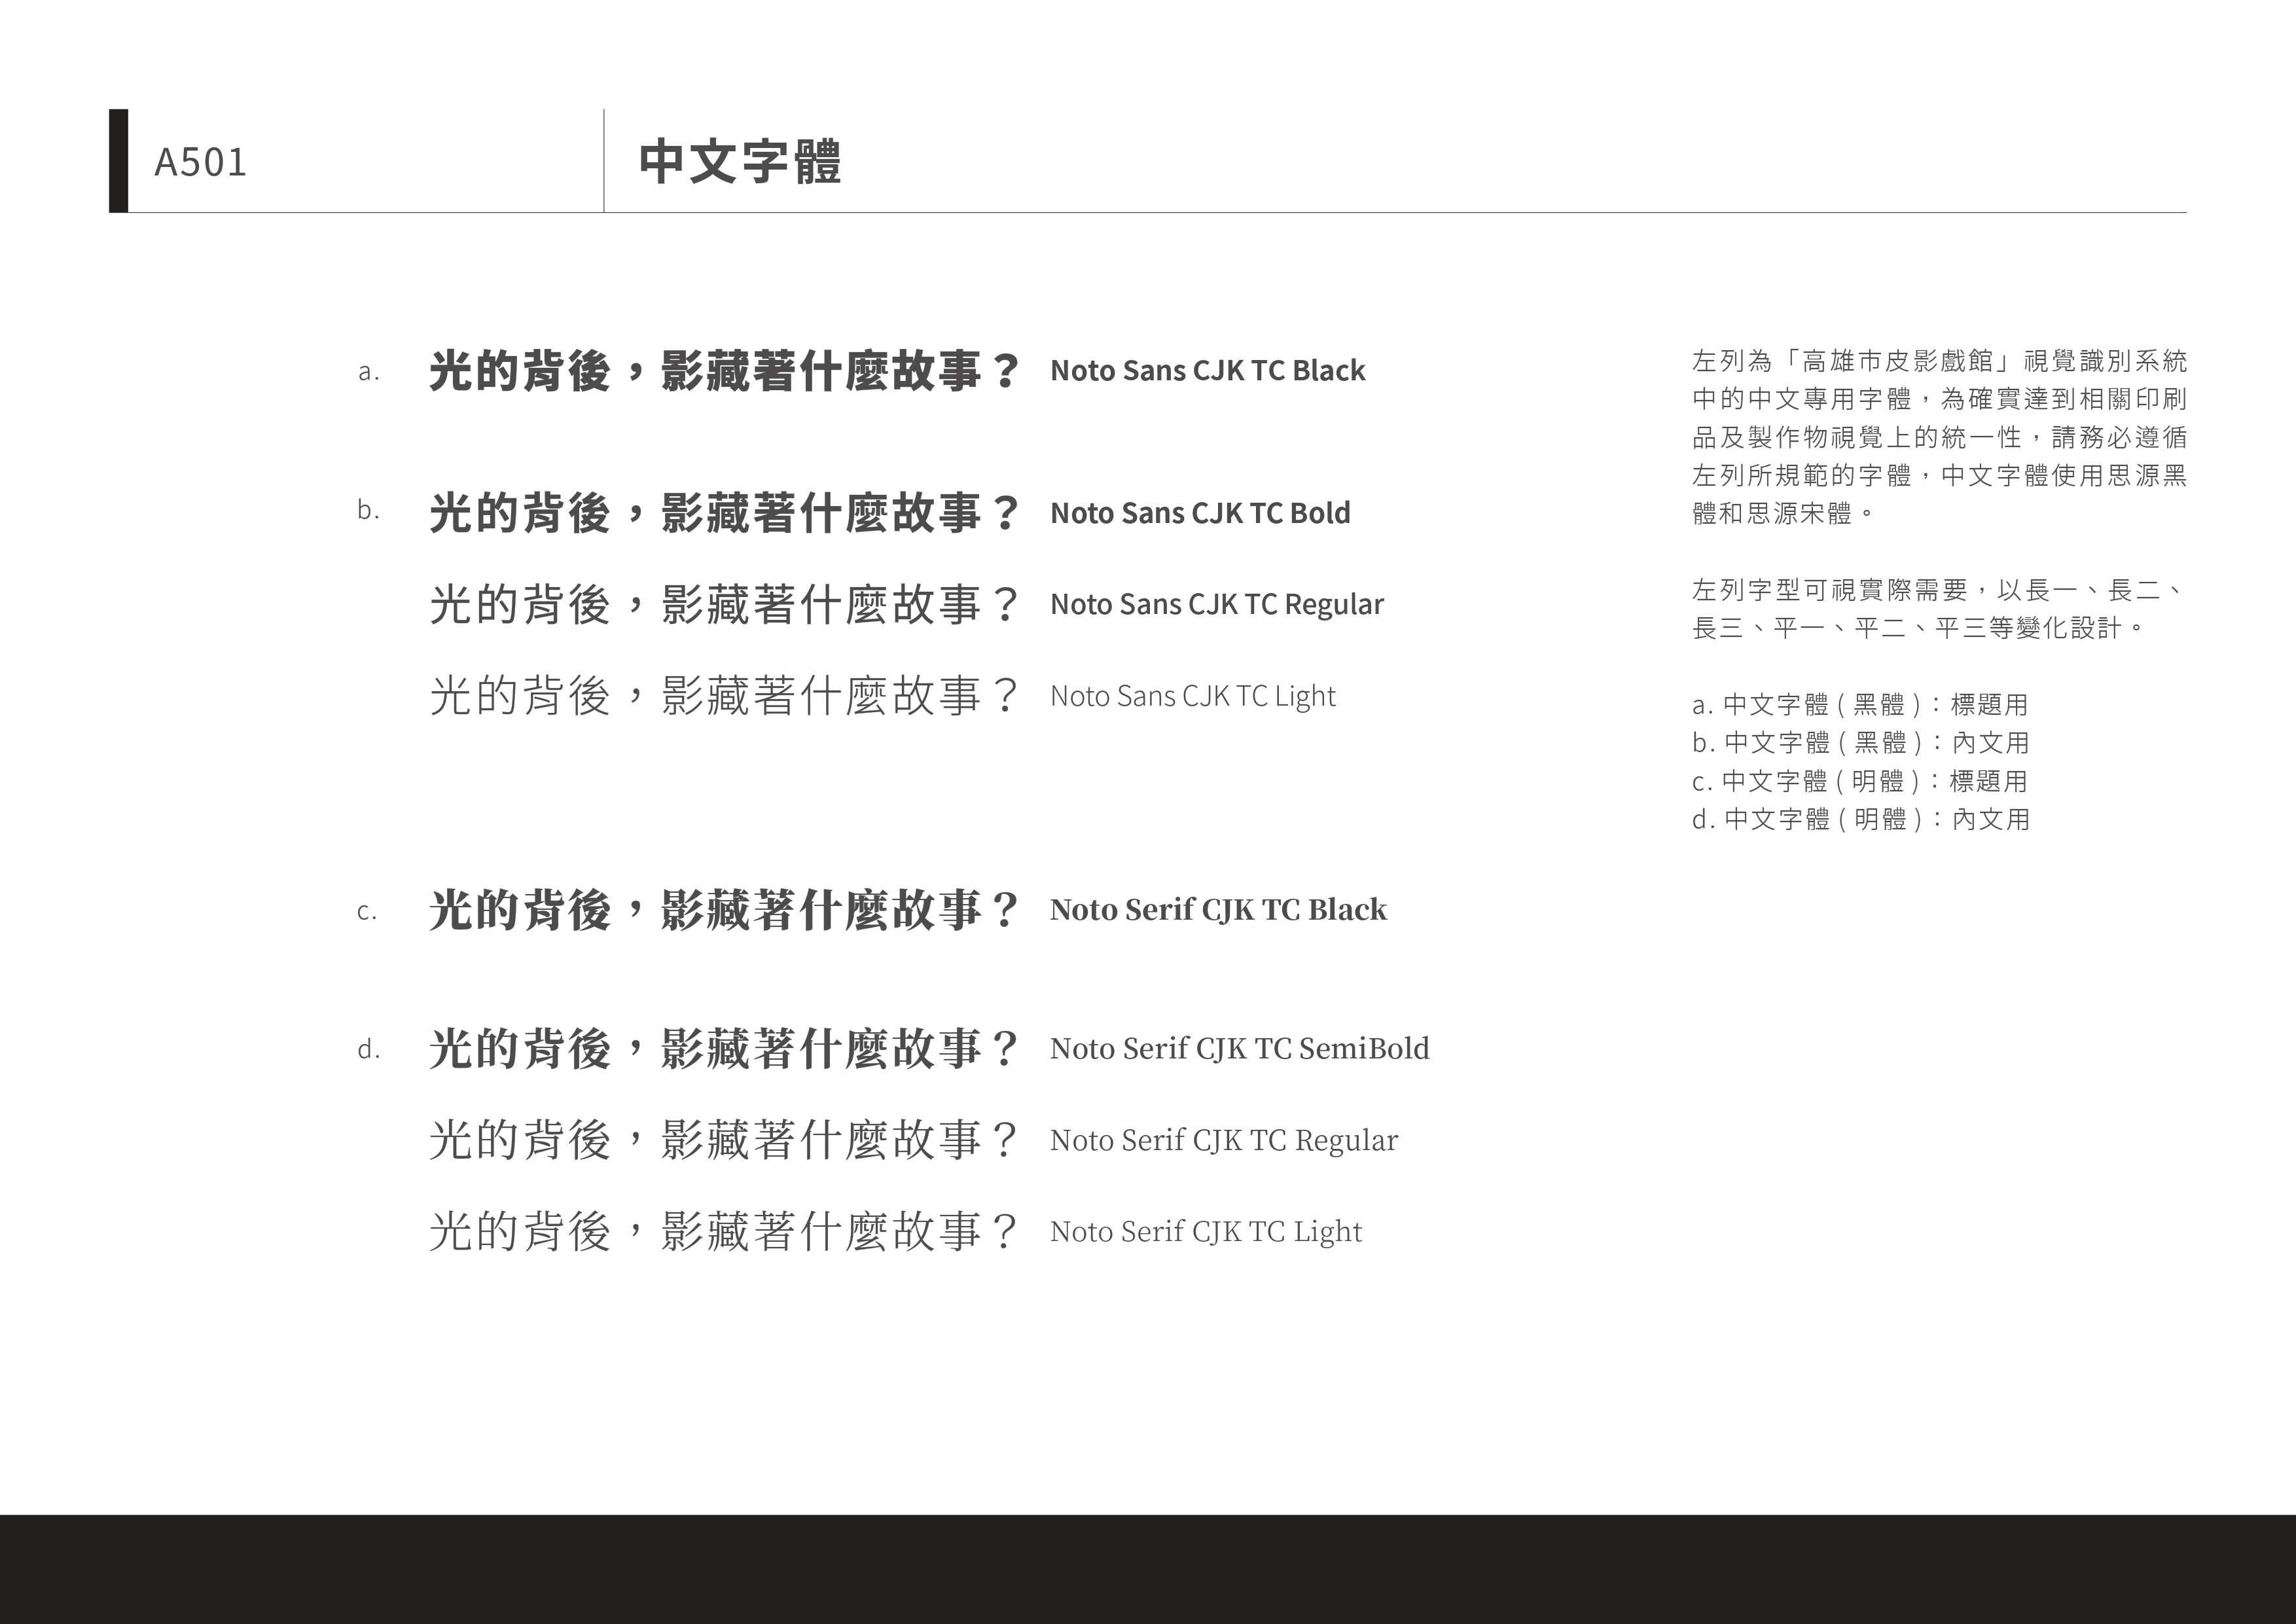 A501
中文字體
a. 光的背後，影藏著什麼故事？ Noto Sans CJK TC Black
b. 光的背後，影藏著什麼故事？ Noto Sans CJK TC Bold
光的背後，影藏著什麼故事？ Noto Sans CJK TC Regular
光的背後，影藏著什麼故事？ Noto Sans CJK TC Light
c. 光的背後，影藏著什麼故事？ Noto Serif CJK TC Black
d. 光的背後，影藏著什麼故事？ Noto Serif CJK TC SemiBold
光的背後，影藏著什麼故事？ Noto Serif CJK TC Regular
光的背後，影藏著什麼故事？ Noto Serif CJK TC Light
左列為「高雄市皮影戲館」視覺識別系統
中的中文專用字體，為確實達到相關印刷
品及製作物視覺上的統一性，請務必遵循
左列所規範的字體，中文字體使用思源黑
體和思源宋體。
左列字型可視實際需要，以長一、長二、
長三、平一、平二、平三等變化設計。
a. 中文字體 ( 黑體 )：標題用
b. 中文字體 ( 黑體 )：內文用
c. 中文字體 ( 明體 )：標題用
d. 中文字體 ( 明體 )：內文用